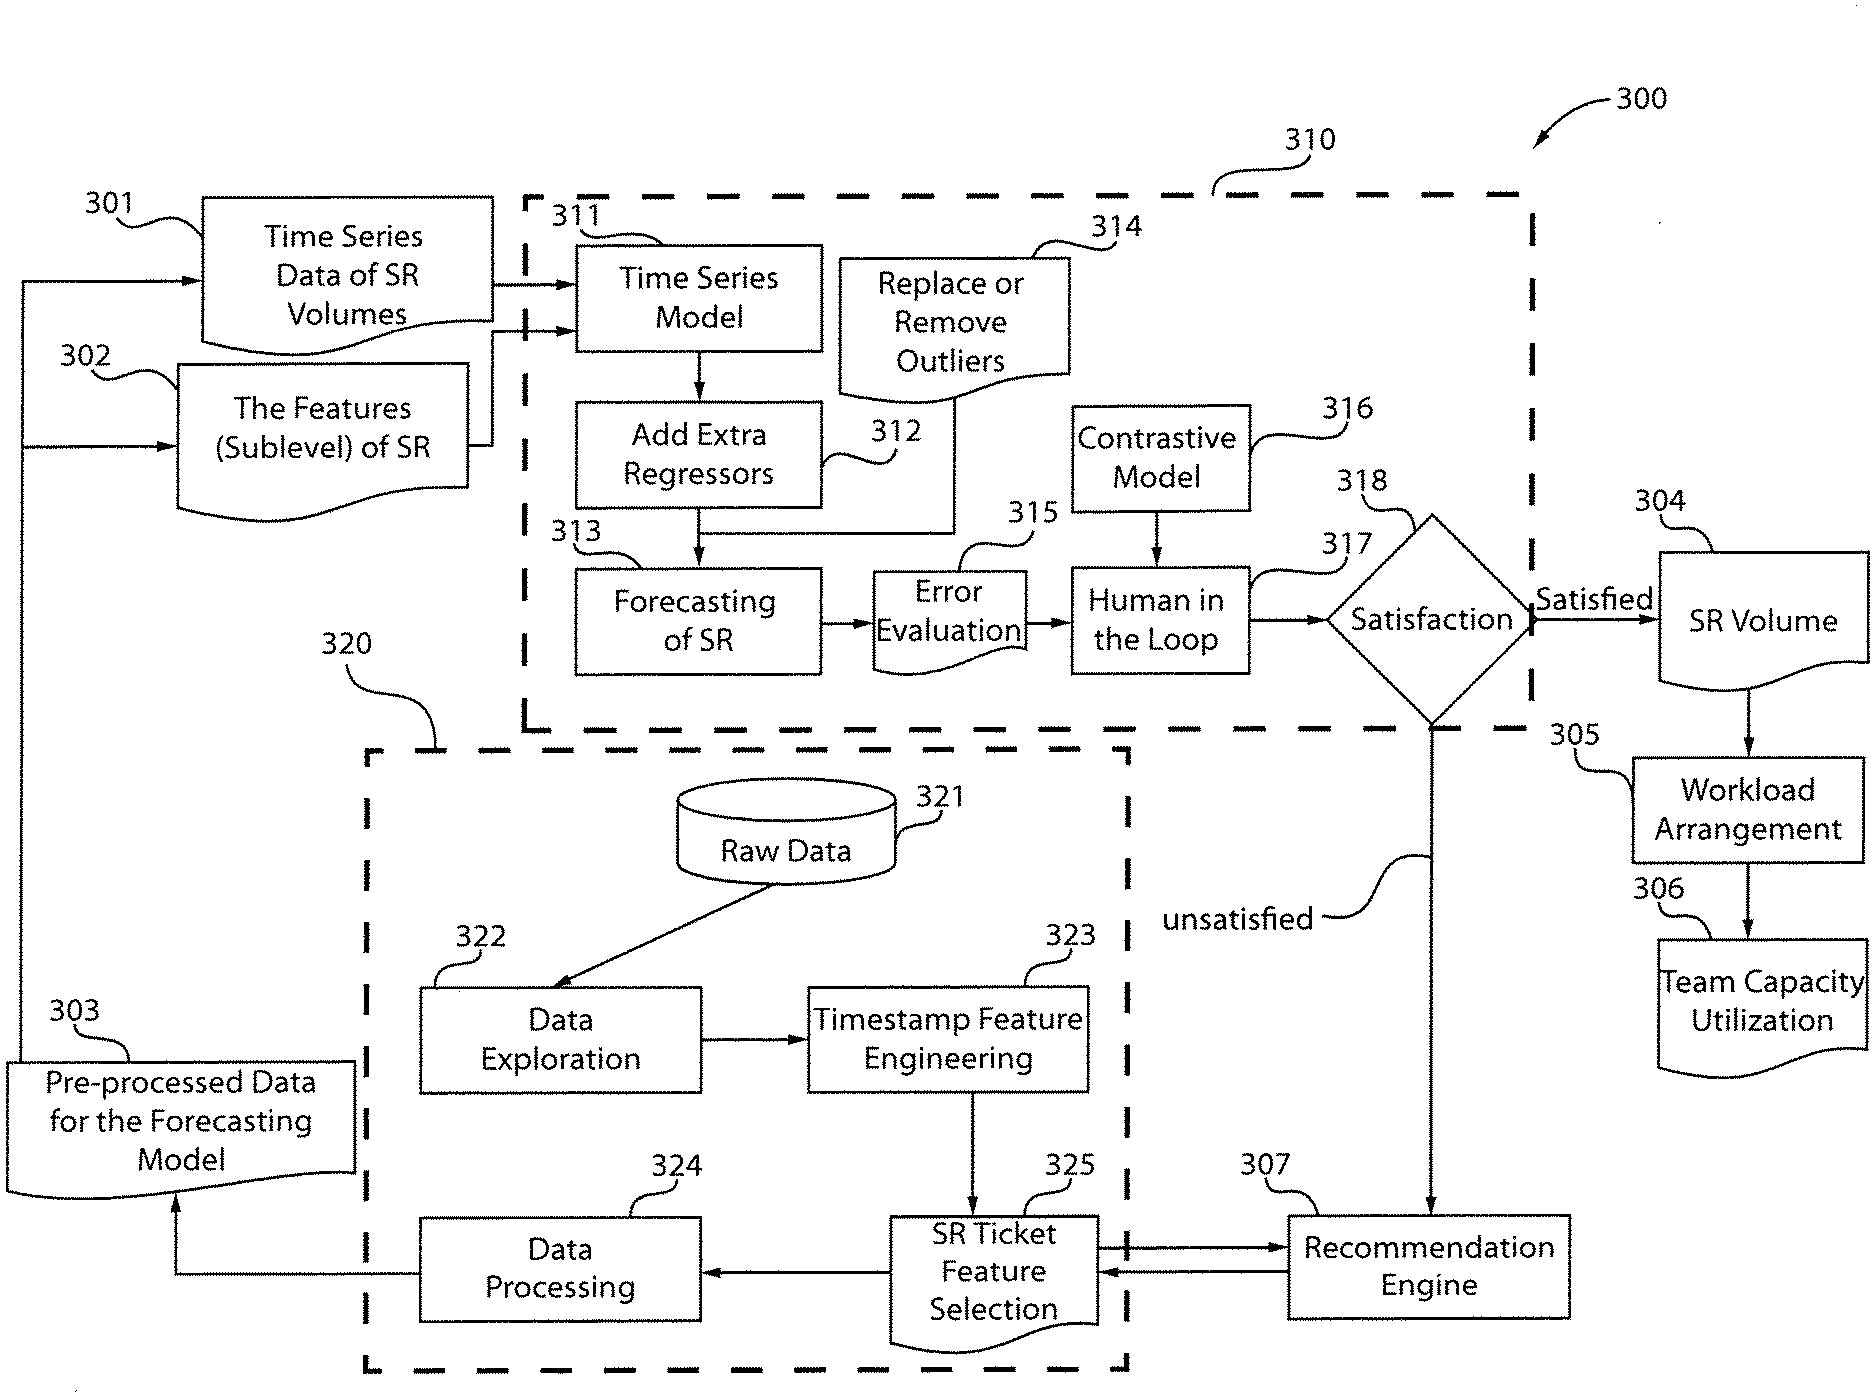 300
310
301
Time Series
Data of SR
Volumes
311
Time Series
Model
314
Replace or
Remove
Outliers
302
The Features
(Sublevel) of SR
Add Extra
Regressors
312
Contrastive
Model
316
318
313
Forecasting
of SR
315
Error
Evaluation
317
Human in
the Loop
Satisfaction
Satisfied
304
SR Volume
320
305
Workload
Arrangement
321
Raw Data
306
Team Capacity
Utilization
unsatisfied
322
Data
Exploration
323
Timestamp Feature
Engineering
303
Pre-processed Data
for the Forecasting
Model
324
Data
Processing
325
SR Ticket
Feature
Selection
307
Recommendation
Engine